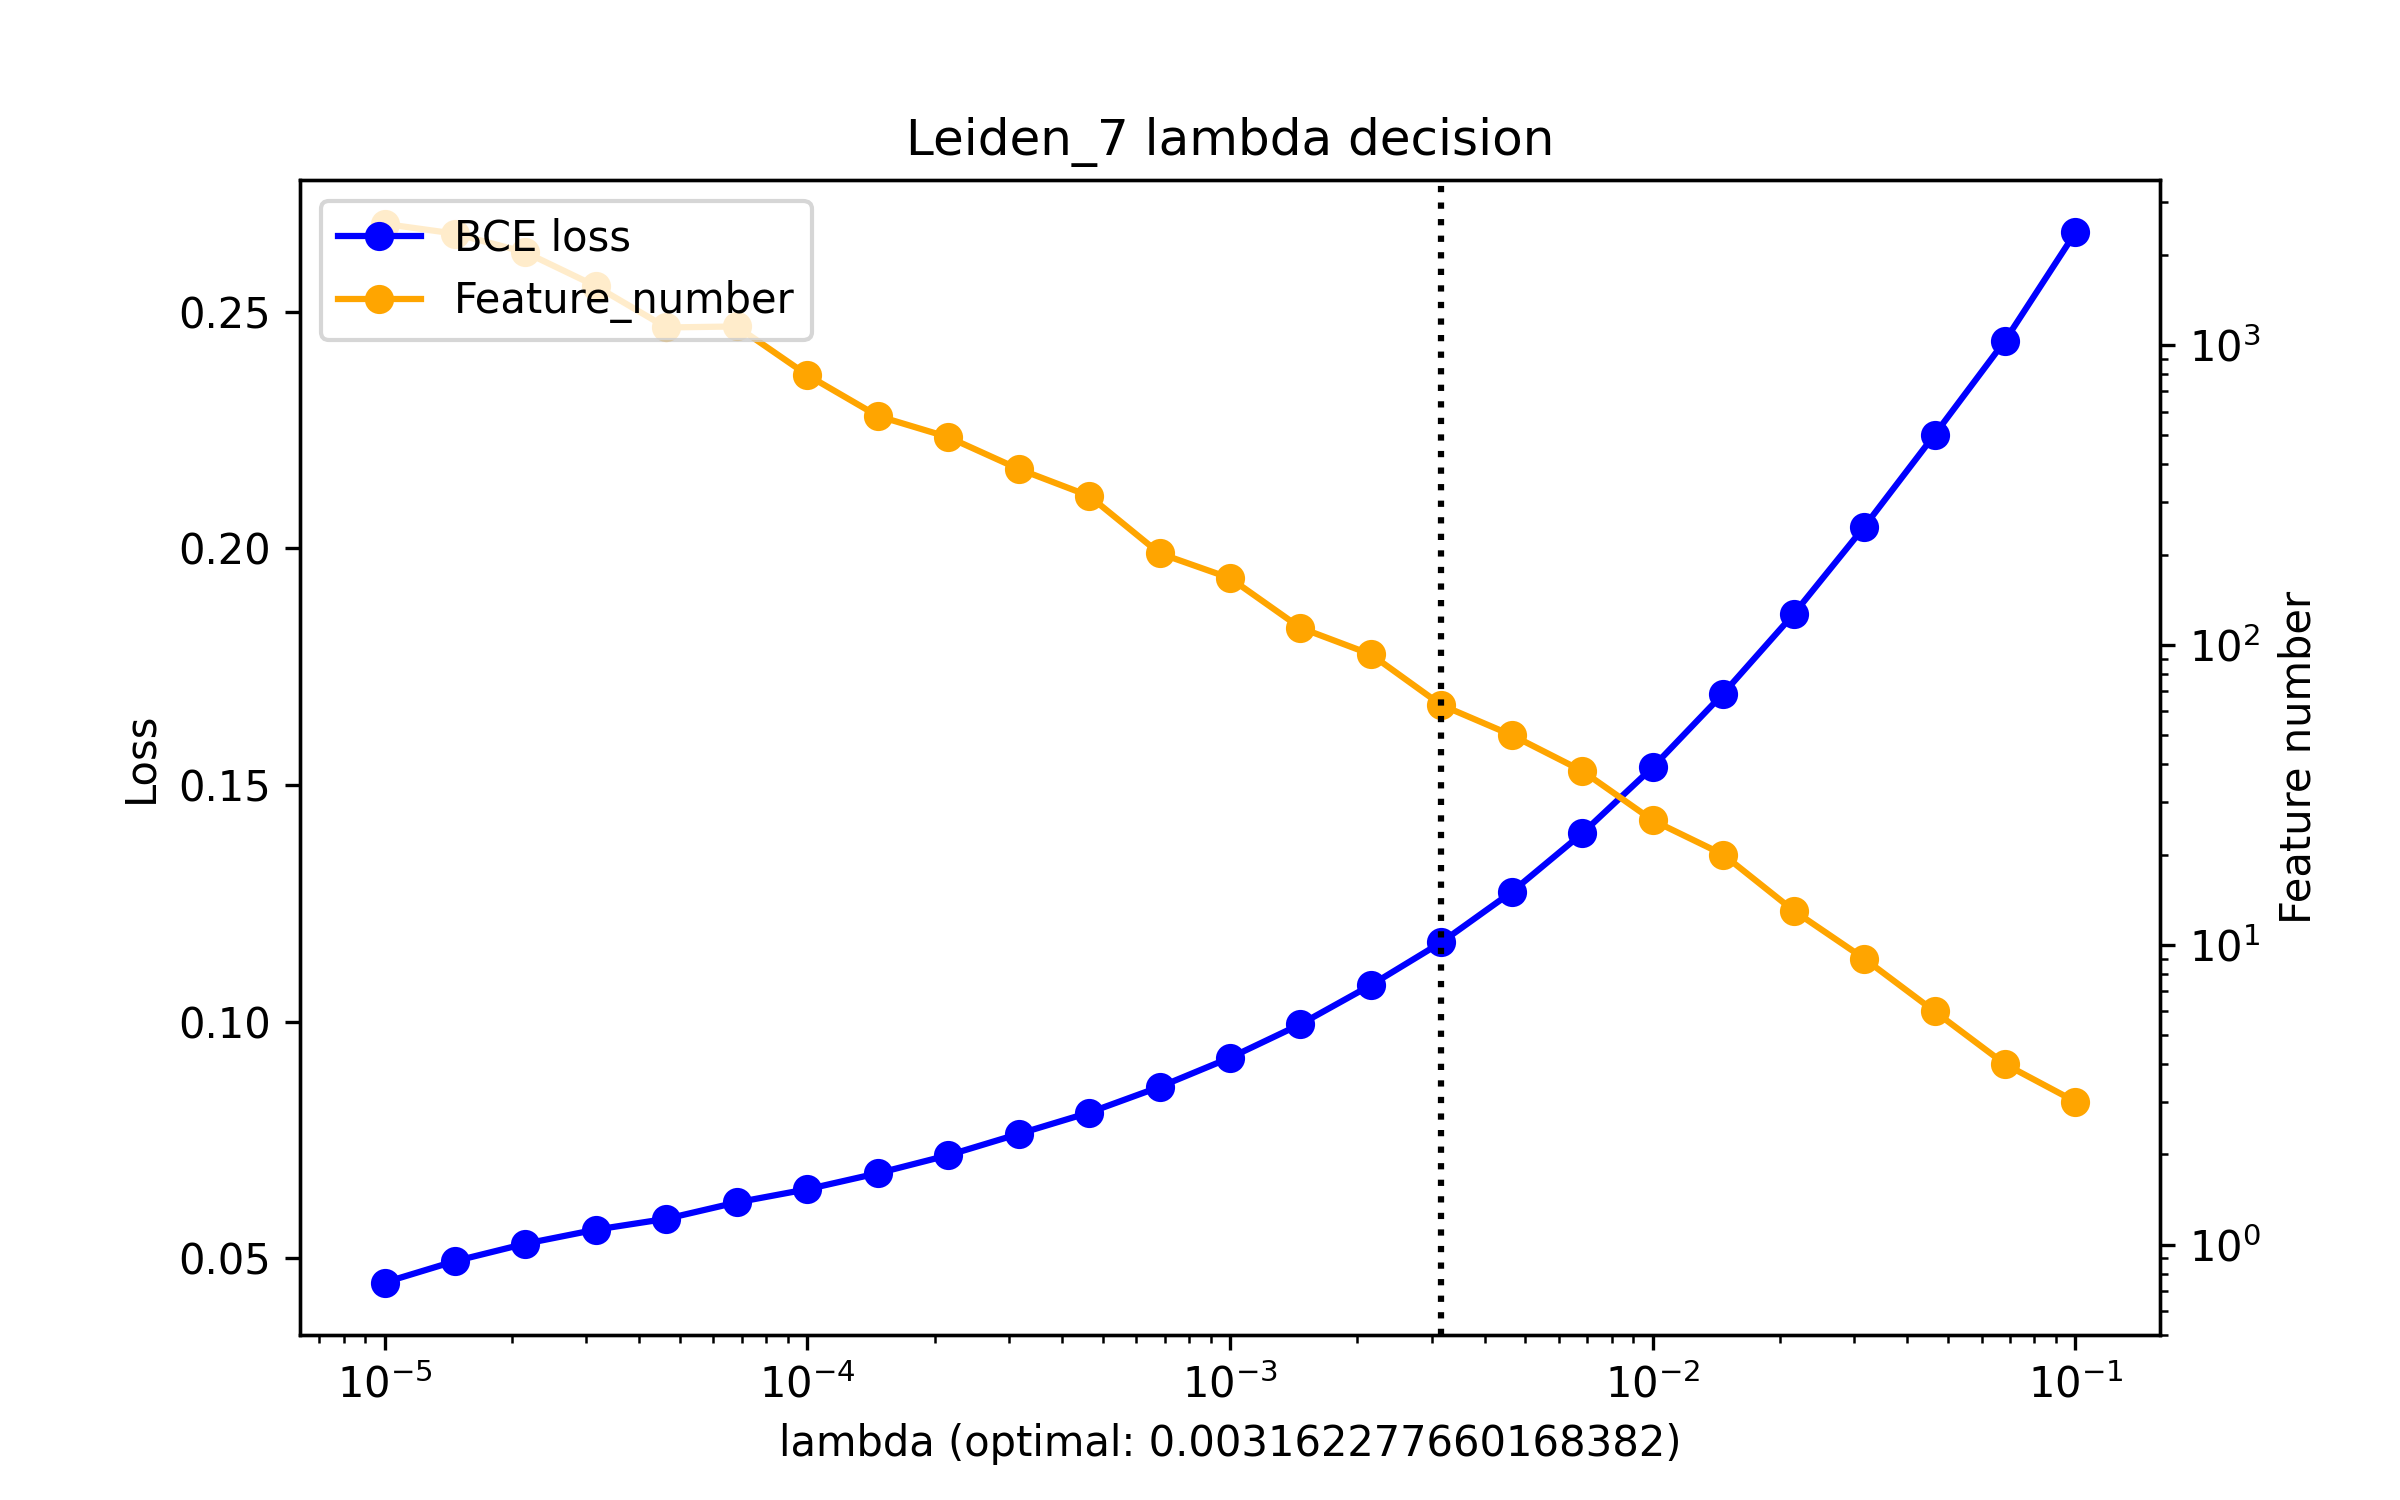 Leiden_7 lambda decision
BCE loss
Feature_number
Loss
0.25
0.20
0.15
0.10
0.05
10³
10²
10¹
10⁰
Feature number
10⁻⁵ 10⁻⁴ 10⁻³ 10⁻² 10⁻¹
lambda (optimal: 0.003162277660168382)